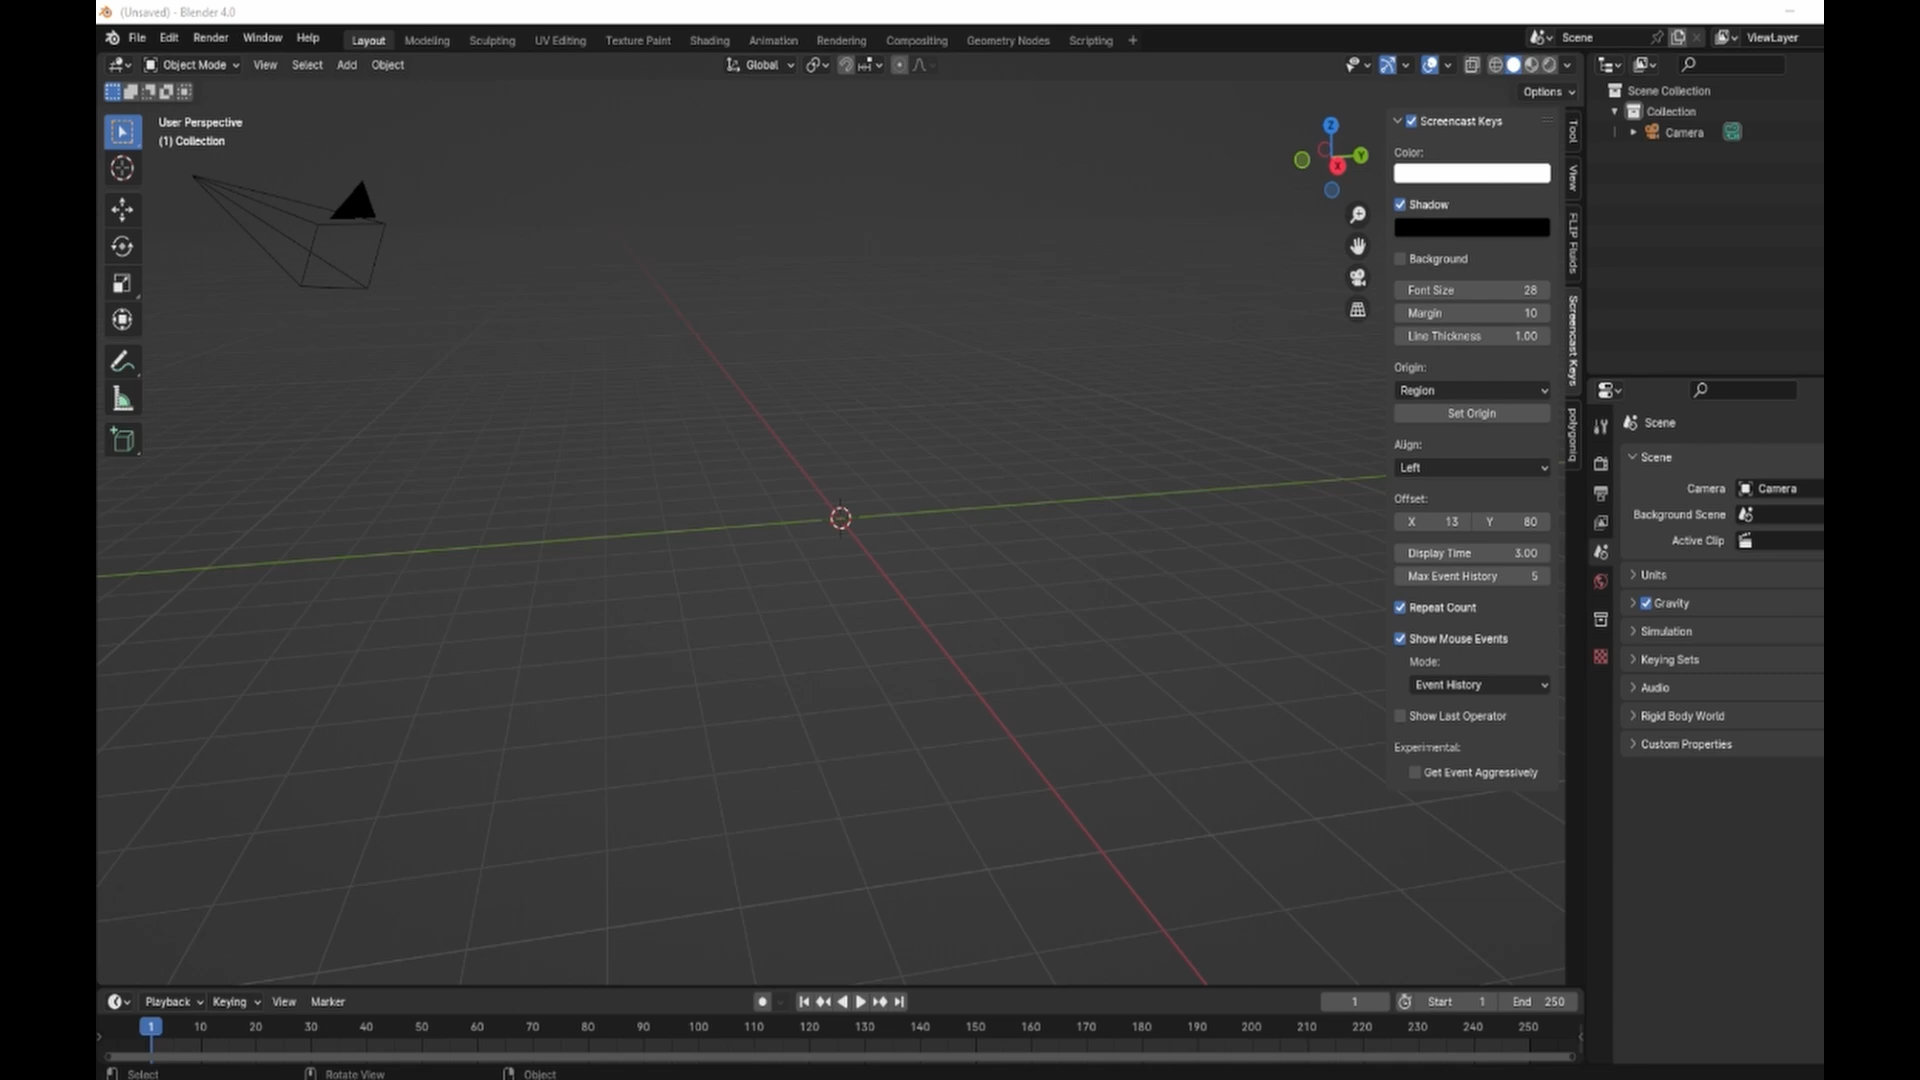 (Unsaved) - Blender 4.0
File Edit Render Window Help Layout Modeling Sculpting UV Editing Texture Paint Shading Animation Rendering Compositing Geometry Nodes Scripting + Scene ViewLayer
Object Mode View Select Add Object Global
Options
User Perspective
(1) Collection
Z
Y
X
Screencast Keys
Color:
Shadow
Background
Font Size 28
Margin 10
Line Thickness 1.00
Origin:
Region
Set Origin
Align:
Left
Offset:
X 13 Y 80
Display Time 3.00
Max Event History 5
Repeat Count
Show Mouse Events
Mode:
Event History
Show Last Operator
Experimental:
Get Event Aggressively
Tool
View
FLIP Fluids
Screencast Keys
polygoniq
Scene Collection
Collection
Camera
Scene
Scene
Camera Camera
Background Scene
Active Clip
Units
Gravity
Simulation
Keying Sets
Audio
Rigid Body World
Custom Properties
Playback Keying View Marker 1 Start 1 End 250
1 10 20 30 40 50 60 70 80 90 100 110 120 130 140 150 160 170 180 190 200 210 220 230 240 250
Select Rotate View Object